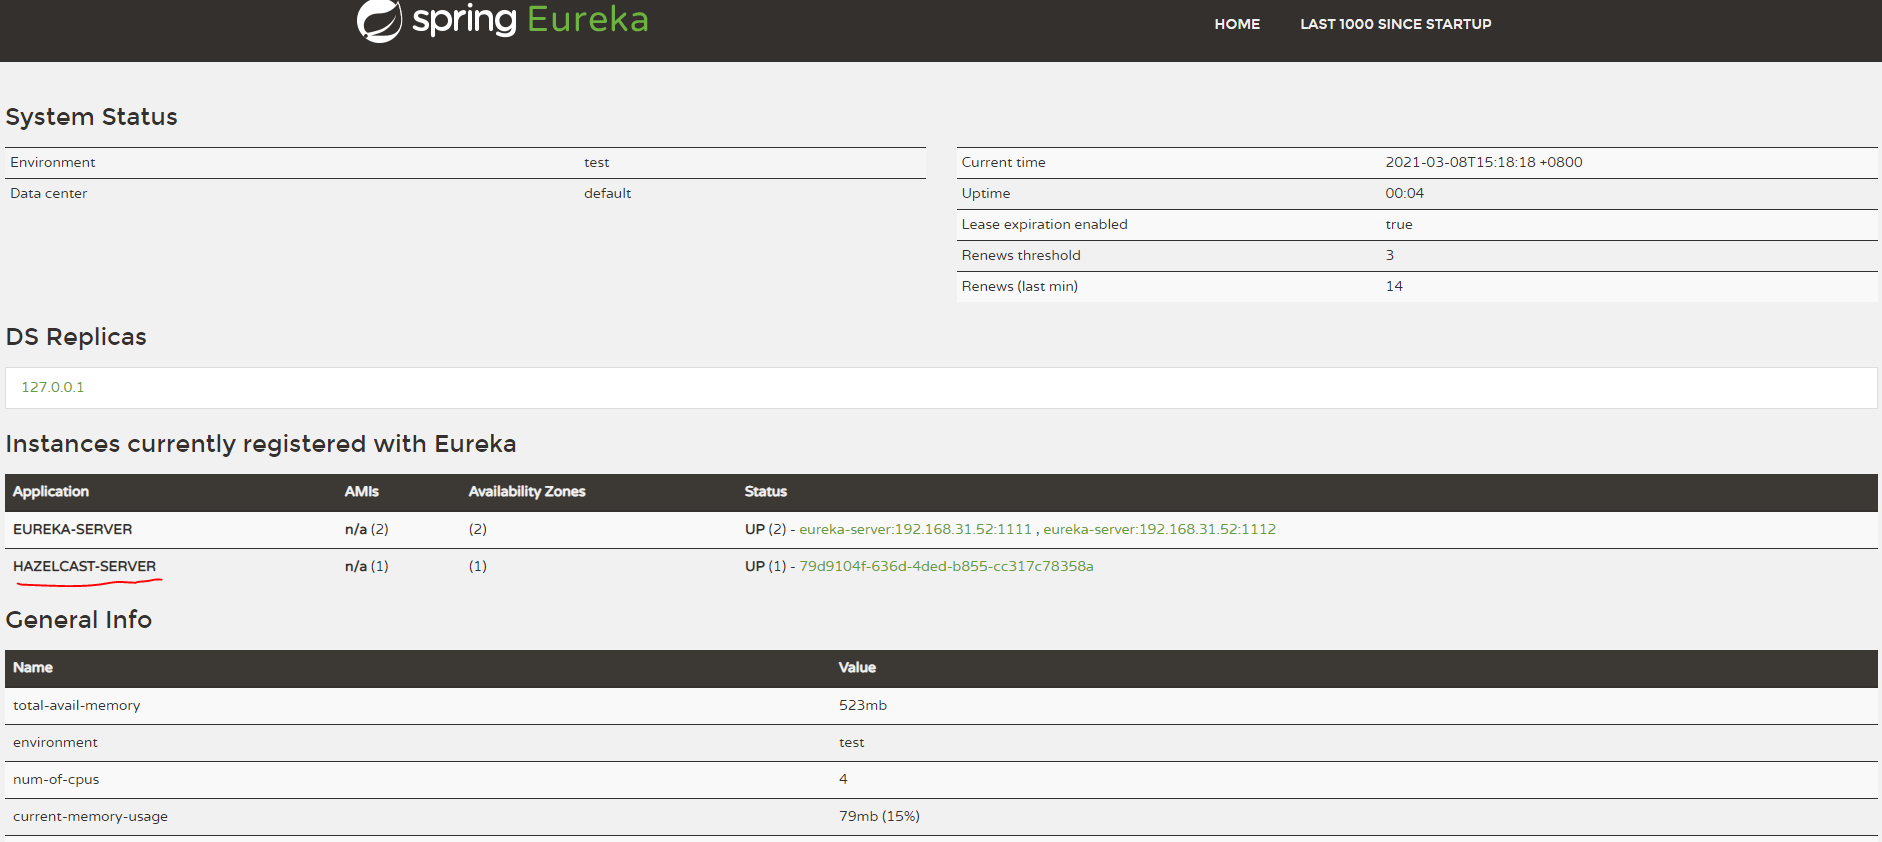 spring Eureka
HOME LAST 1000 SINCE STARTUP
System Status
Environment test
Data center default
Current time 2021-03-08T15:18:18 +0800
Uptime 00:04
Lease expiration enabled true
Renews threshold 3
Renews (last min) 14
DS Replicas
127.0.0.1
Instances currently registered with Eureka
Application AMIs Availability Zones Status
EUREKA-SERVER n/a (2) (2) UP (2) - eureka-server:192.168.31.52:1111 , eureka-server:192.168.31.52:1112
HAZELCAST-SERVER n/a (1) (1) UP (1) - 79d9104f-636d-4ded-b855-cc317c78358a
General Info
Name Value
total-avail-memory 523mb
environment test
num-of-cpus 4
current-memory-usage 79mb (15%)